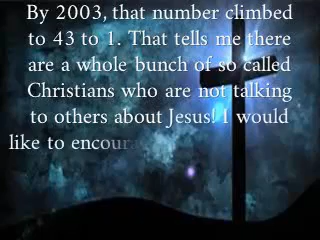 By 2003, that number climbed
to 43 to 1. That tells me there
are a whole bunch of so called
Christians who are not talking
to others about Jesus! I would
like to